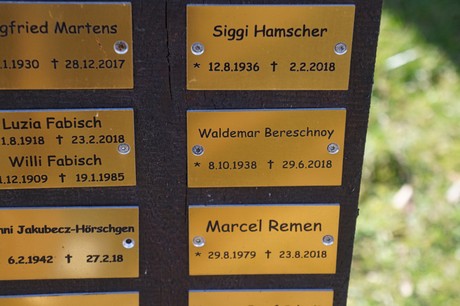 gfried Martens
.1.1930 † 28.12.2017
Luzia Fabisch
1.8.1918 † 23.2.2018
Willi Fabisch
1.12.1909 † 19.1.1985
nni Jakubecz-Hörschgen
6.2.1942 † 27.2.18
Siggi Hamscher
* 12.8.1936 † 2.2.2018
Waldemar Bereschnoy
* 8.10.1938 † 29.6.2018
Marcel Remen
* 29.8.1979 † 23.8.2018